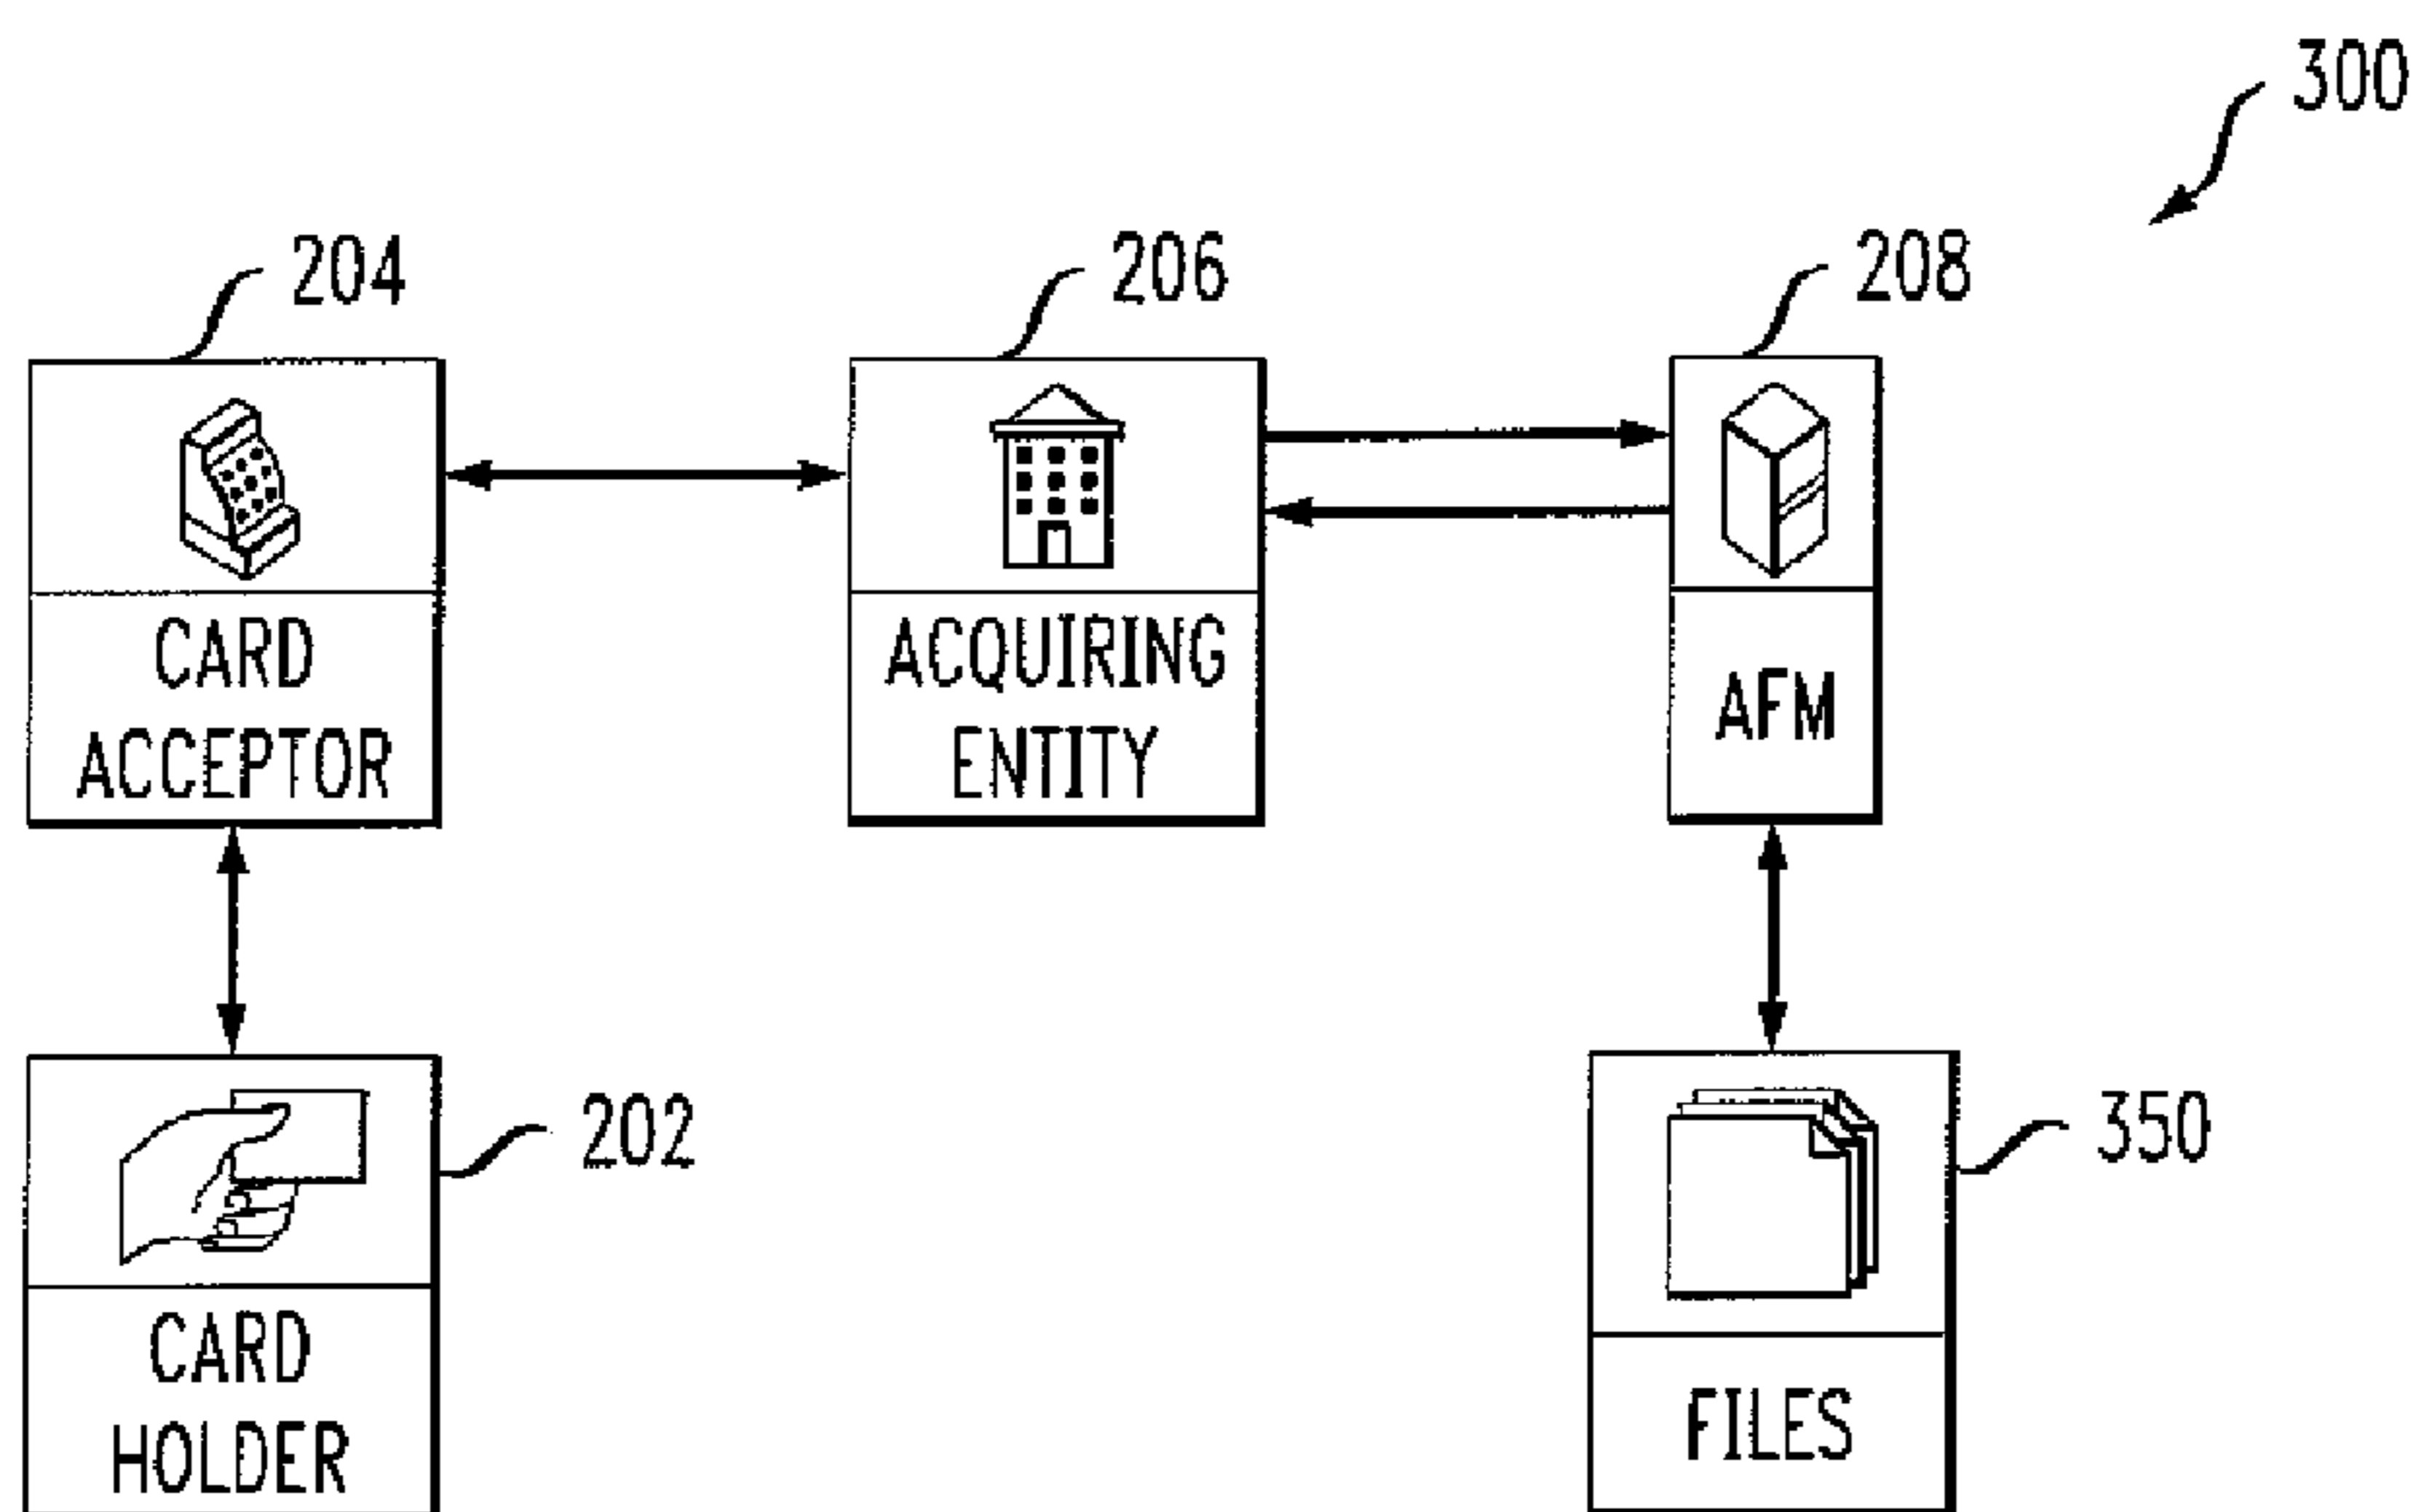 300
204
206
208
CARD
ACCEPTOR
ACQUIRING
ENTITY
AFM
202
350
CARD
HOLDER
FILES